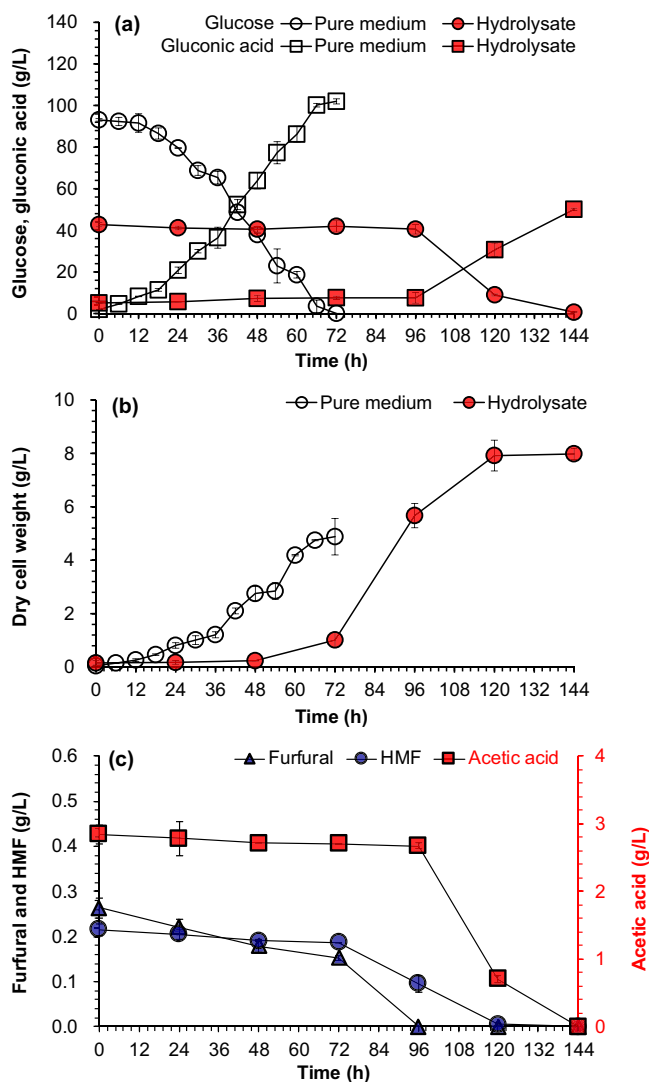 (a)
Glucose Pure medium Hydrolysate
Gluconic acid Pure medium Hydrolysate
Glucose, gluconic acid (g/L)
140
120
100
80
60
40
20
0
0 12 24 36 48 60 72 84 96 108 120 132 144
Time (h)
(b)
Pure medium Hydrolysate
Dry cell weight (g/L)
10
8
6
4
2
0
0 12 24 36 48 60 72 84 96 108 120 132 144
Time (h)
(c)
Furfural HMF Acetic acid
Furfural and HMF (g/L)
0.6
0.5
0.4
0.3
0.2
0.1
0.0
4
3
2
1
0
Acetic acid (g/L)
0 12 24 36 48 60 72 84 96 108 120 132 144
Time (h)